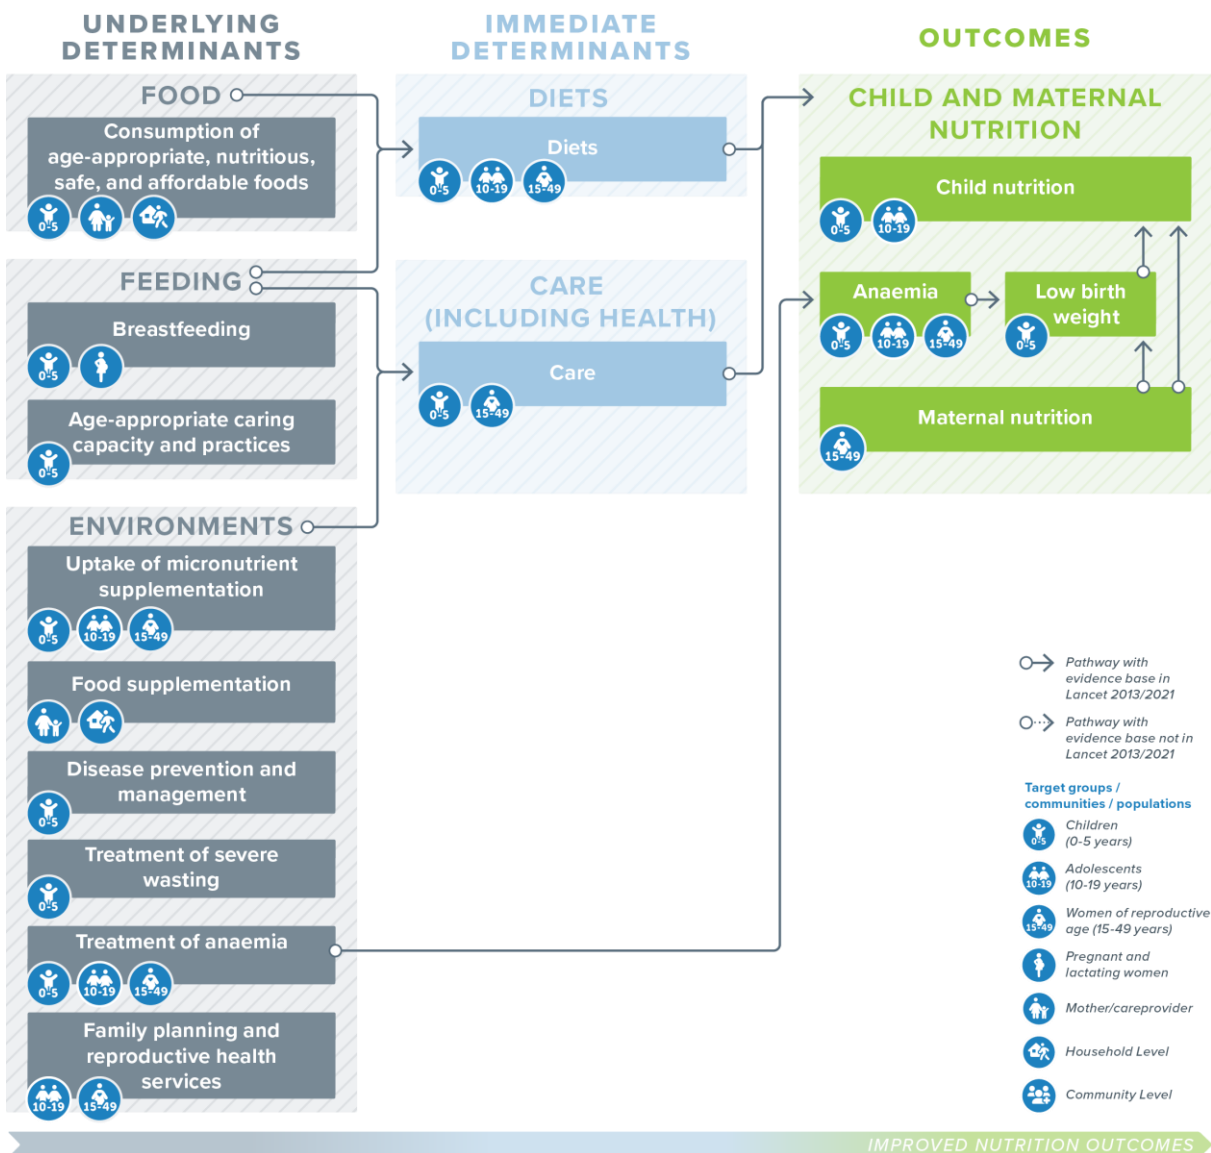 UNDERLYING
DETERMINANTS
FOOD
Consumption of
age-appropriate, nutritious,
safe, and affordable foods
0-5
FEEDING
Breastfeeding
0-5
Age-appropriate caring
capacity and practices
0-5
ENVIRONMENTS
Uptake of micronutrient
supplementation
0-5 10-19 15-49
Food supplementation
Disease prevention and
management
0-5
Treatment of severe
wasting
0-5
Treatment of anaemia
0-5 10-19 15-49
Family planning and
reproductive health
services
10-19 15-49
IMMEDIATE
DETERMINANTS
DIETS
Diets
0-5 10-19 15-49
CARE
(INCLUDING HEALTH)
Care
0-5 15-49
OUTCOMES
CHILD AND MATERNAL
NUTRITION
Child nutrition
0-5 10-19
Anaemia
0-5 10-19 15-49
Low birth
weight
0-5
Maternal nutrition
15-49
Pathway with
evidence base in
Lancet 2013/2021
Pathway with
evidence base not in
Lancet 2013/2021
Target groups /
communities / populations
0-5 Children
(0-5 years)
10-19 Adolescents
(10-19 years)
15-49 Women of reproductive
age (15-49 years)
Pregnant and
lactating women
Mother/careprovider
Household Level
Community Level
IMPROVED NUTRITION OUTCOMES